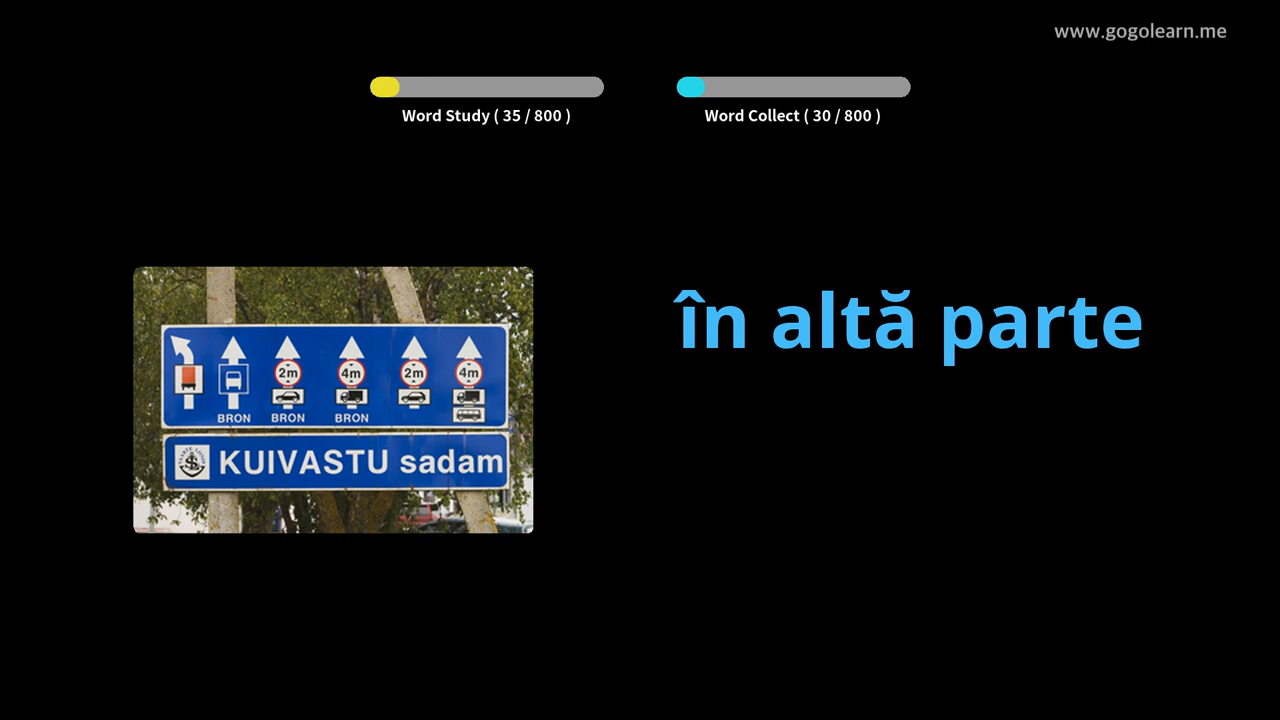 www.gogolearn.me
Word Study ( 35 / 800 )
Word Collect ( 30 / 800 )
în altă parte
2m 4m 2m 4m
BRON BRON BRON
KUIVASTU sadam